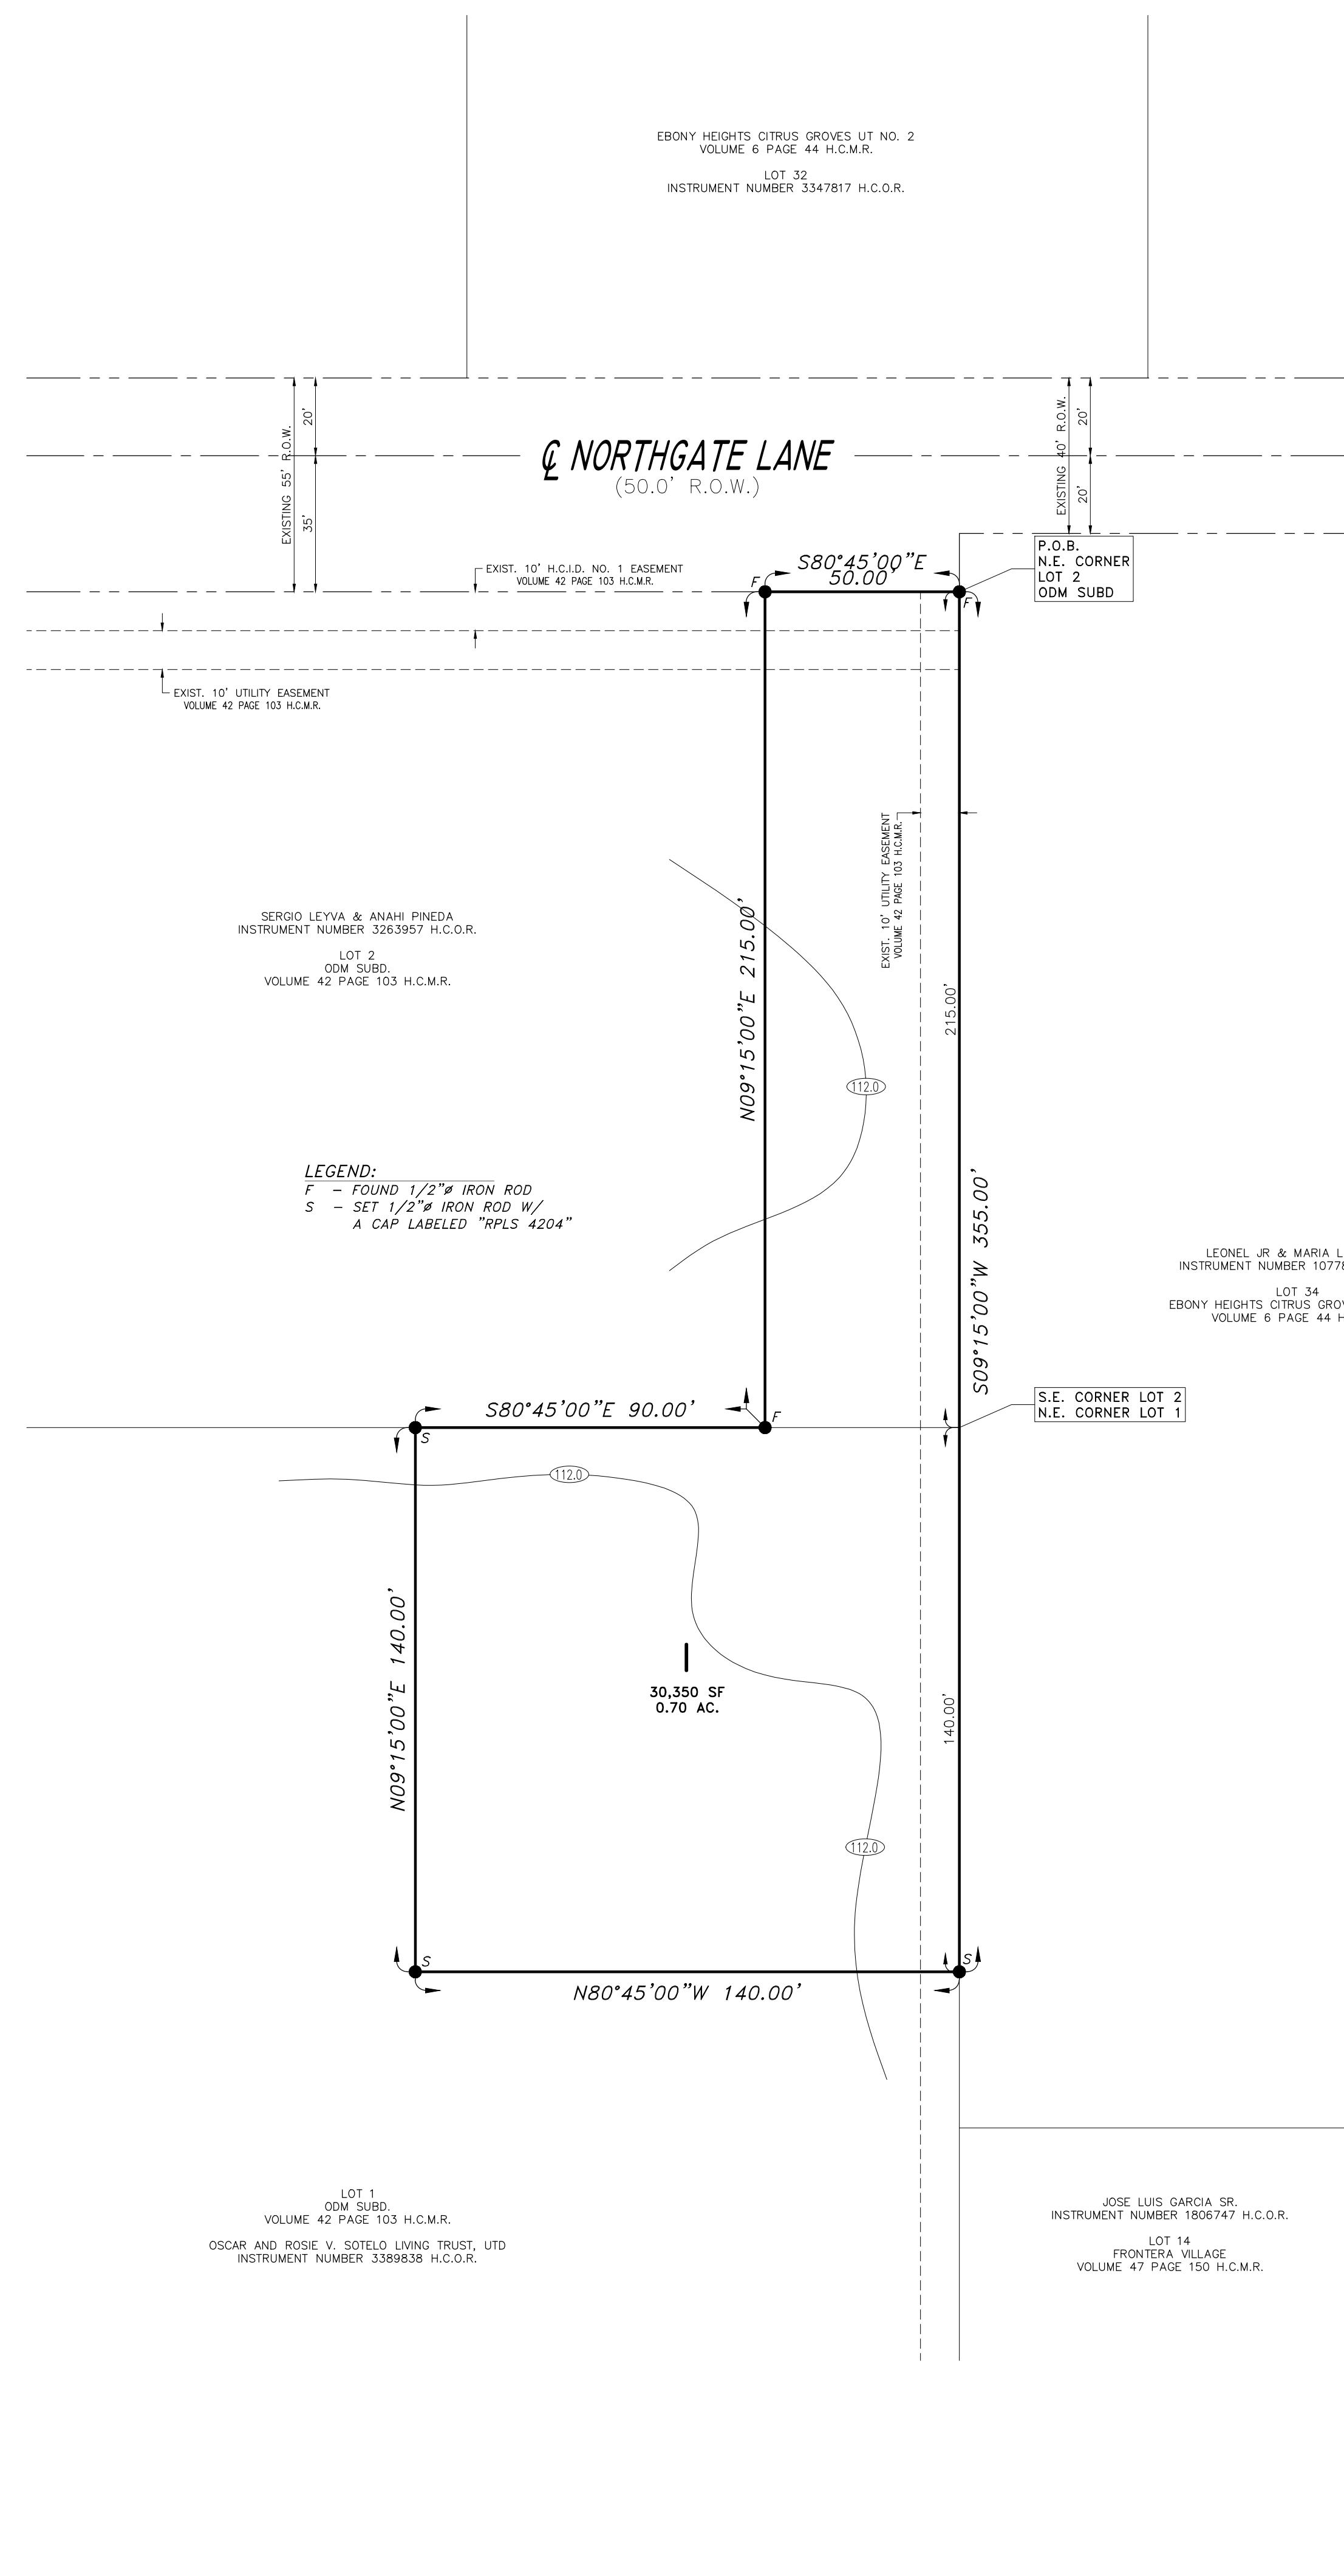 EBONY HEIGHTS CITRUS GROVES UT NO. 2
VOLUME 6 PAGE 44 H.C.M.R.
LOT 32
INSTRUMENT NUMBER 3347817 H.C.O.R.
EXISTING 55' R.O.W.
20'
35'
℄ NORTHGATE LANE
(50.0' R.O.W.)
EXISTING 40' R.O.W.
20'
20'
P.O.B.
N.E. CORNER
LOT 2
ODM SUBD
S80°45'00"E
50.00'
F
F
EXIST. 10' H.C.I.D. NO. 1 EASEMENT
VOLUME 42 PAGE 103 H.C.M.R.
EXIST. 10' UTILITY EASEMENT
VOLUME 42 PAGE 103 H.C.M.R.
EXIST. 10' UTILITY EASEMENT
VOLUME 42 PAGE 103 H.C.M.R.
SERGIO LEYVA & ANAHI PINEDA
INSTRUMENT NUMBER 3263957 H.C.O.R.
LOT 2
ODM SUBD.
VOLUME 42 PAGE 103 H.C.M.R.
N09°15'00"E 215.00'
215.00'
112.0
LEGEND:
F - FOUND 1/2"ø IRON ROD
S - SET 1/2"ø IRON ROD W/
A CAP LABELED "RPLS 4204"
S09°15'00"W 355.00'
LEONEL JR & MARIA L
INSTRUMENT NUMBER 1077
LOT 34
EBONY HEIGHTS CITRUS GROV
VOLUME 6 PAGE 44 H
S.E. CORNER LOT 2
N.E. CORNER LOT 1
S80°45'00"E 90.00'
F
S
112.0
N09°15'00"E 140.00'
1
30,350 SF
0.70 AC.
140.00'
112.0
S
S
N80°45'00"W 140.00'
LOT 1
ODM SUBD.
VOLUME 42 PAGE 103 H.C.M.R.
OSCAR AND ROSIE V. SOTELO LIVING TRUST, UTD
INSTRUMENT NUMBER 3389838 H.C.O.R.
JOSE LUIS GARCIA SR.
INSTRUMENT NUMBER 1806747 H.C.O.R.
LOT 14
FRONTERA VILLAGE
VOLUME 47 PAGE 150 H.C.M.R.